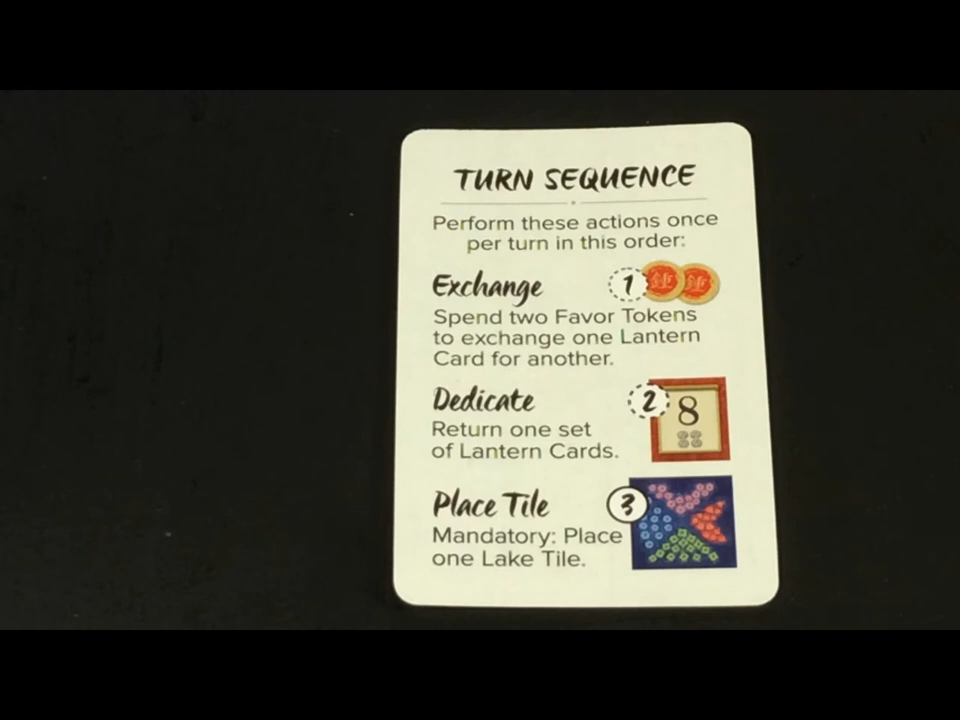 TURN SEQUENCE
Perform these actions once
per turn in this order:
Exchange
1
Spend two Favor Tokens
to exchange one Lantern
Card for another.
Dedicate
2
8
Return one set
of Lantern Cards.
Place Tile
3
Mandatory: Place
one Lake Tile.